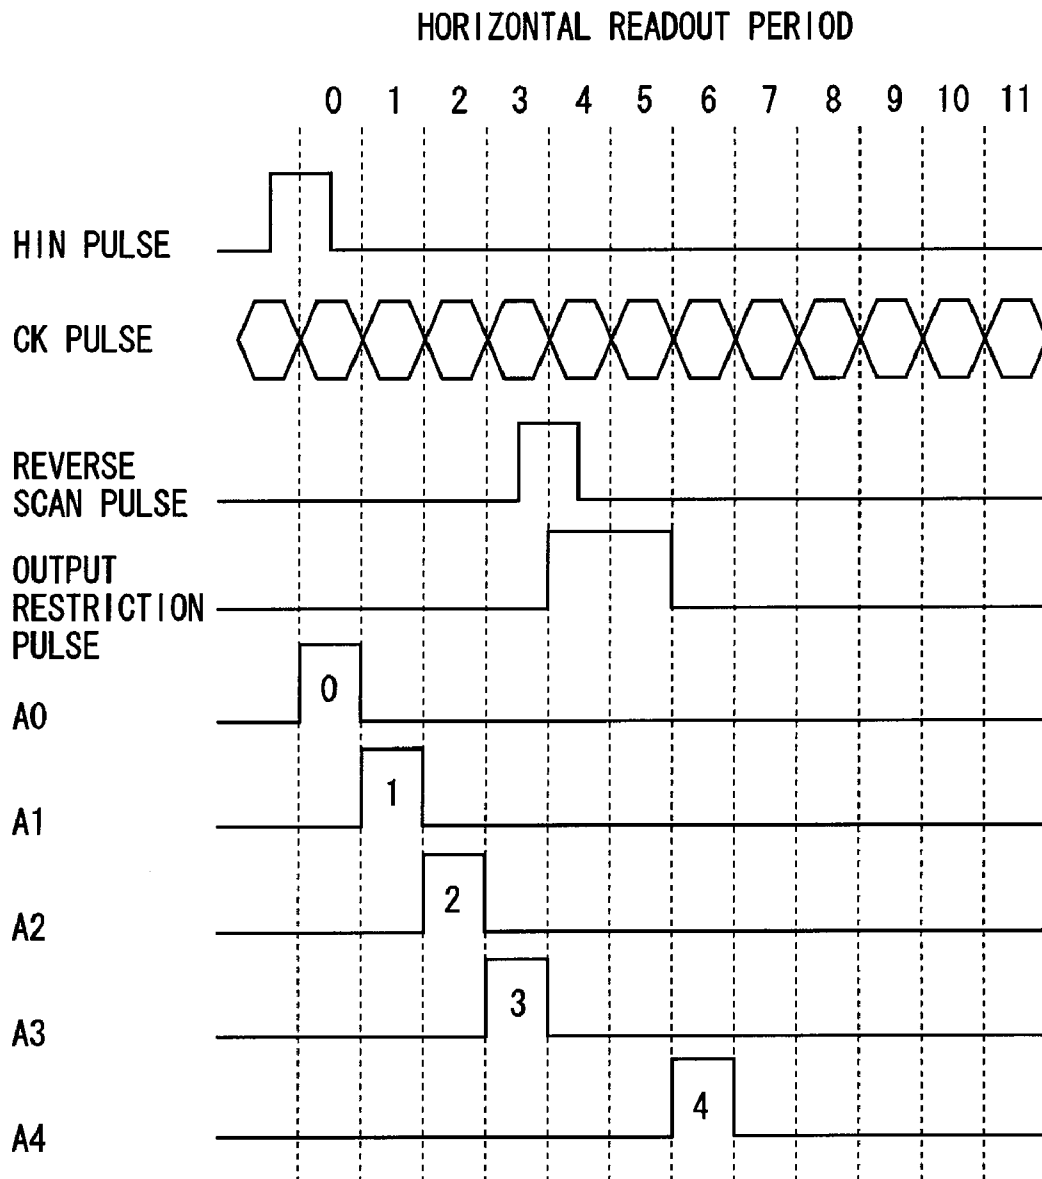 HORIZONTAL READOUT PERIOD
0 1 2 3 4 5 6 7 8 9 10 11
HIN PULSE
CK PULSE
REVERSE
SCAN PULSE
OUTPUT
RESTRICTION
PULSE
0
A0
1
A1
2
A2
3
A3
4
A4